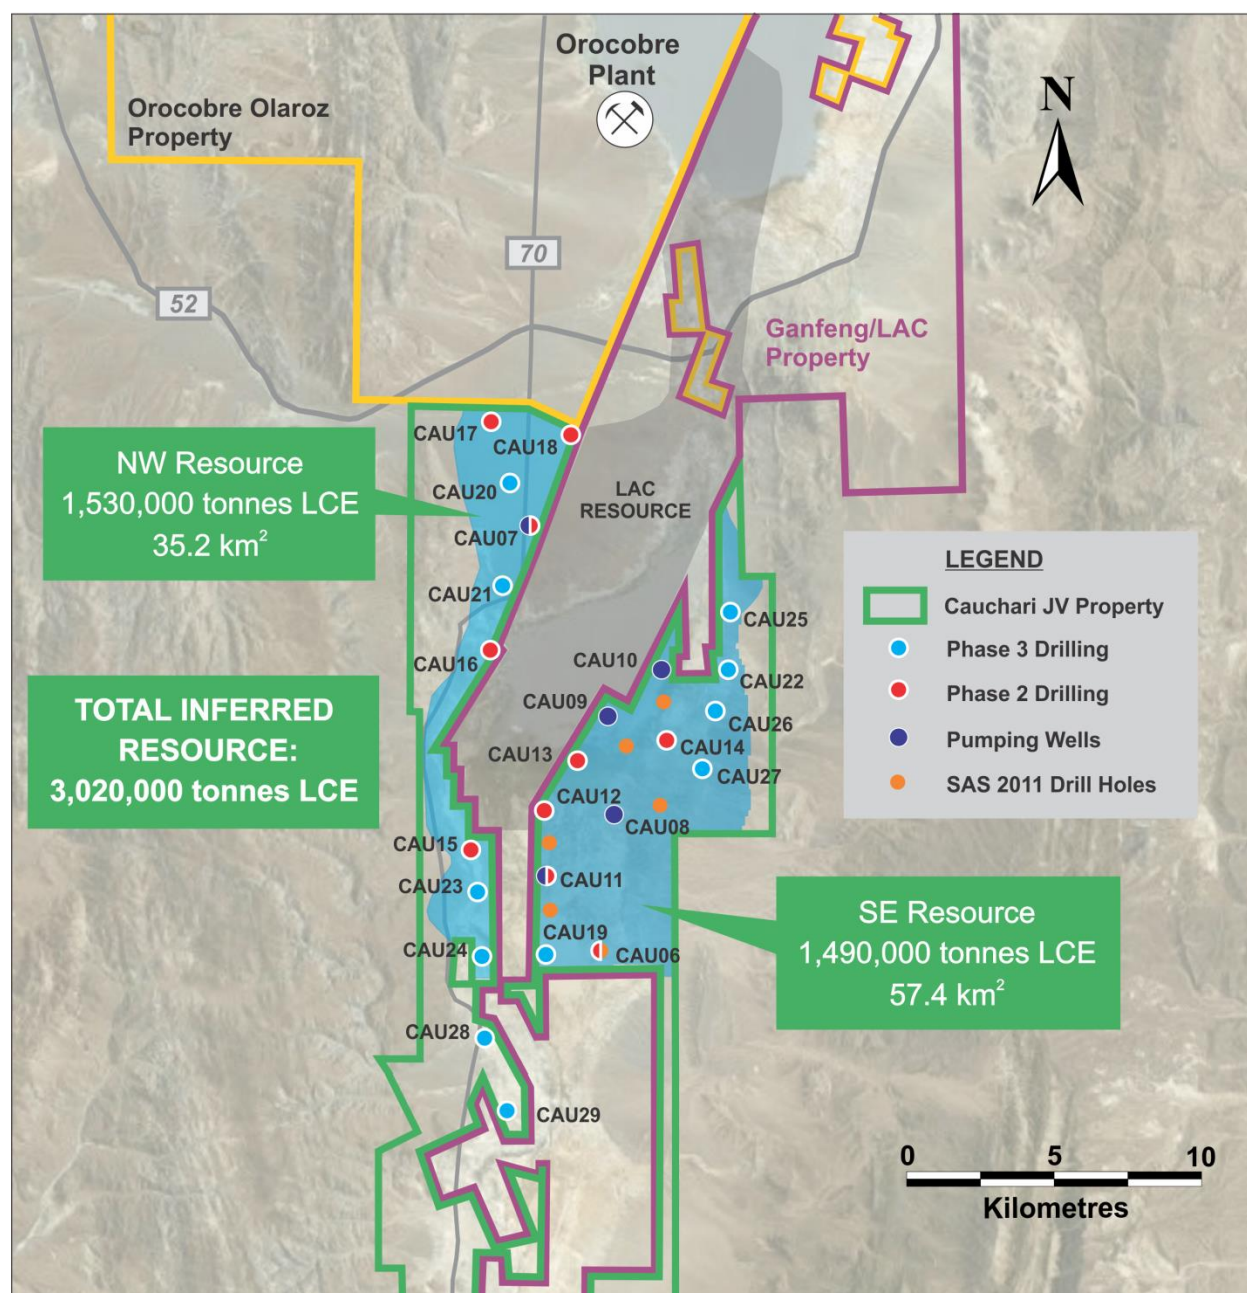 Orocobre
Plant
Orocobre Olaroz
Property
N
70
52
Ganfeng/LAC
Property
CAU17
CAU18
NW Resource
1,530,000 tonnes LCE
35.2 km²
CAU20
LAC
RESOURCE
CAU07
LEGEND
Cauchari JV Property
Phase 3 Drilling
Phase 2 Drilling
Pumping Wells
SAS 2011 Drill Holes
CAU21
CAU25
CAU16
CAU10
CAU22
TOTAL INFERRED
RESOURCE:
3,020,000 tonnes LCE
CAU09
CAU26
CAU13
CAU14
CAU27
CAU12
CAU08
CAU15
CAU11
CAU23
SE Resource
1,490,000 tonnes LCE
57.4 km²
CAU19
CAU24
CAU06
CAU28
CAU29
0 5 10
Kilometres